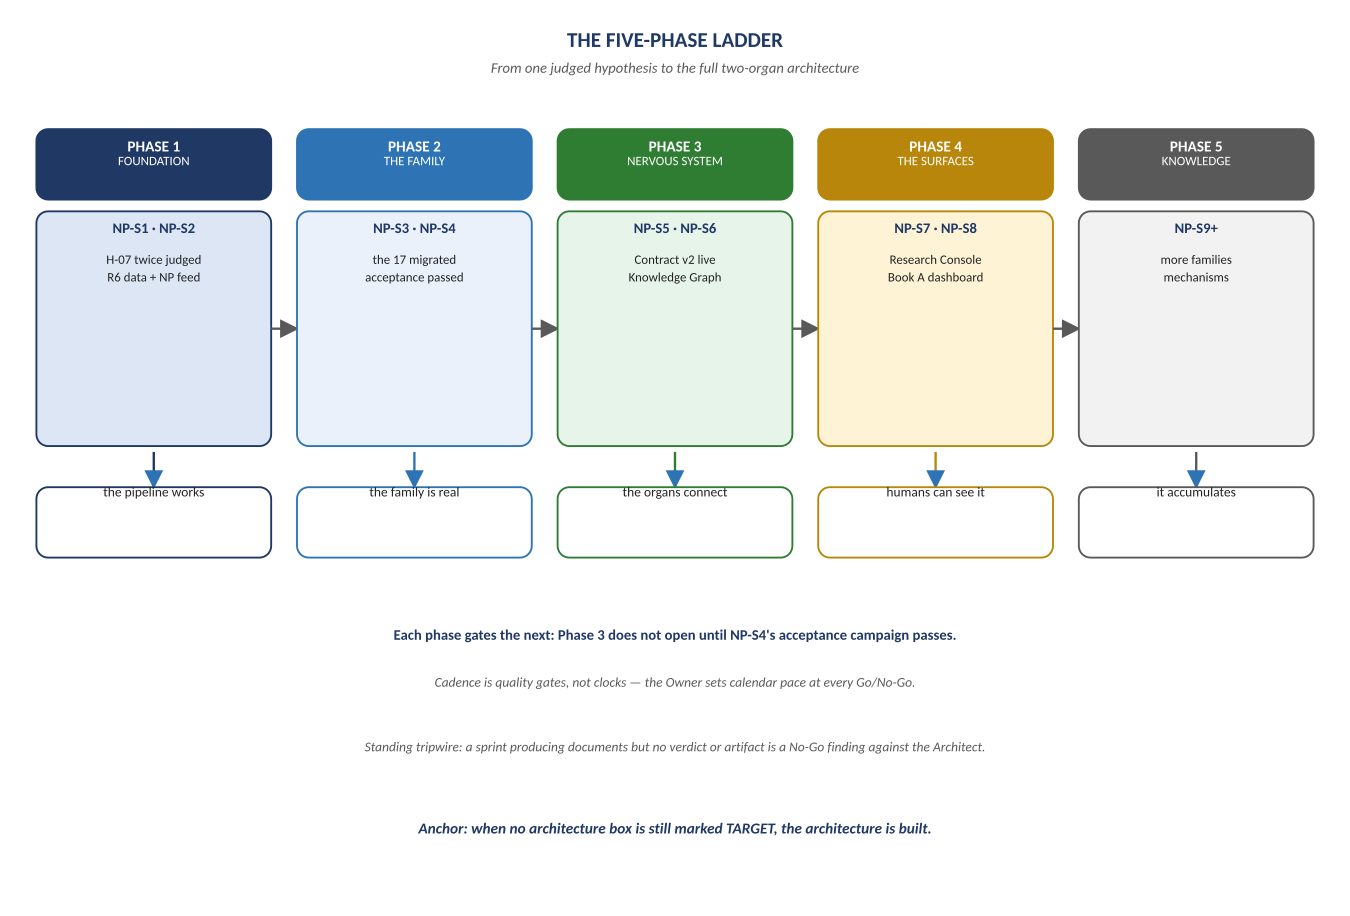 THE FIVE-PHASE LADDER
From one judged hypothesis to the full two-organ architecture
PHASE 1
FOUNDATION
NP-S1 · NP-S2
H-07 twice judged
R6 data + NP feed
the pipeline works
PHASE 2
THE FAMILY
NP-S3 · NP-S4
the 17 migrated
acceptance passed
the family is real
PHASE 3
NERVOUS SYSTEM
NP-S5 · NP-S6
Contract v2 live
Knowledge Graph
the organs connect
PHASE 4
THE SURFACES
NP-S7 · NP-S8
Research Console
Book A dashboard
humans can see it
PHASE 5
KNOWLEDGE
NP-S9+
more families
mechanisms
it accumulates
Each phase gates the next: Phase 3 does not open until NP-S4's acceptance campaign passes.
Cadence is quality gates, not clocks — the Owner sets calendar pace at every Go/No-Go.
Standing tripwire: a sprint producing documents but no verdict or artifact is a No-Go finding against the Architect.
Anchor: when no architecture box is still marked TARGET, the architecture is built.